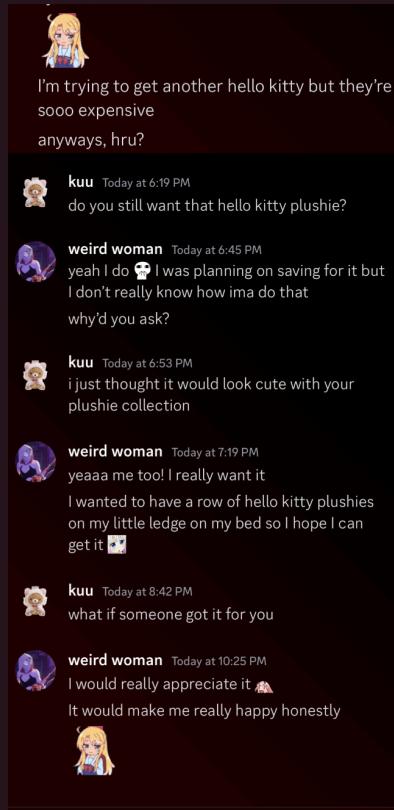 I'm trying to get another hello kitty but they're
sooo expensive
anyways, hru?
kuu Today at 6:19 PM
do you still want that hello kitty plushie?
weird woman Today at 6:45 PM
yeah I do 💀 I was planning on saving for it but
I don't really know how ima do that
why'd you ask?
kuu Today at 6:53 PM
i just thought it would look cute with your
plushie collection
weird woman Today at 7:19 PM
yeaaa me too! I really want it
I wanted to have a row of hello kitty plushies
on my little ledge on my bed so I hope I can
get it
kuu Today at 8:42 PM
what if someone got it for you
weird woman Today at 10:25 PM
I would really appreciate it
It would make me really happy honestly